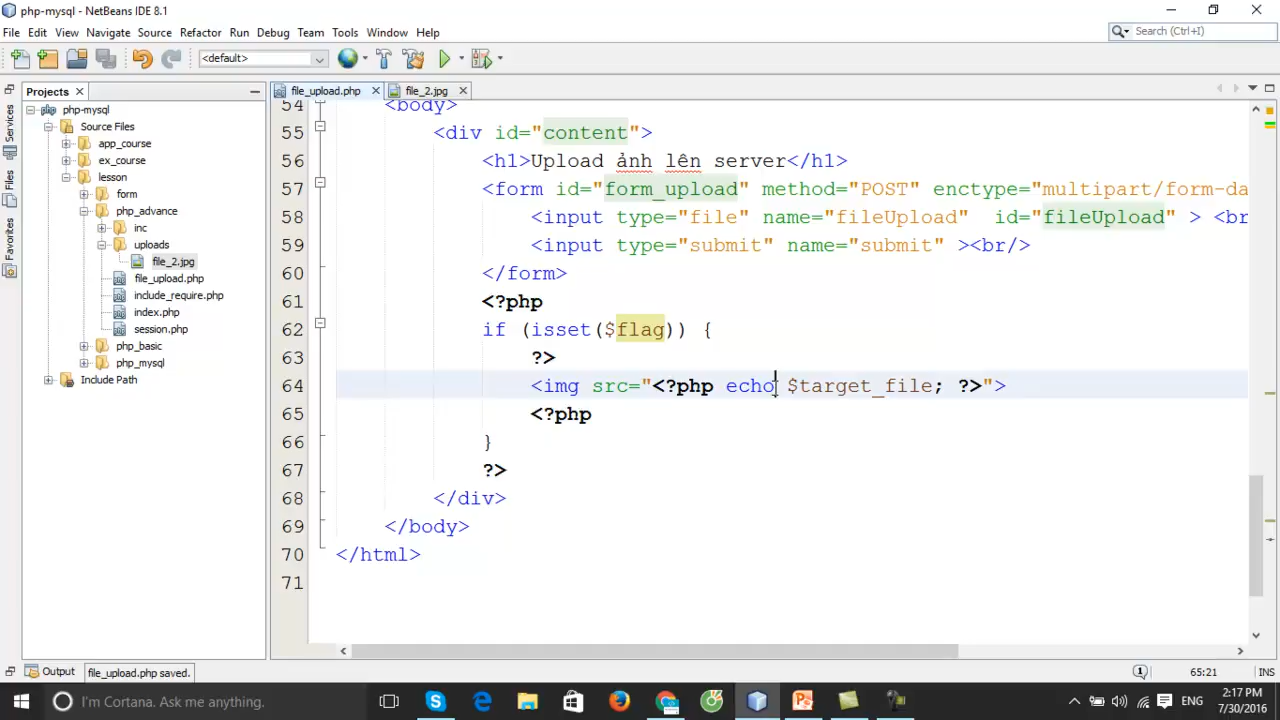 php-mysql - NetBeans IDE 8.1
File Edit View Navigate Source Refactor Run Debug Team Tools Window Help
Search (Ctrl+I)
<default>
Projects
file_upload.php
file_2.jpg
Services
Files
Favorites
php-mysql
Source Files
app_course
ex_course
lesson
form
php_advance
inc
uploads
file_2.jpg
file_upload.php
include_require.php
index.php
session.php
php_basic
php_mysql
Include Path
54 <body>
55 <div id="content">
56 <h1>Upload ảnh lên server</h1>
57 <form id="form_upload" method="POST" enctype="multipart/form-da
58 <input type="file" name="fileUpload" id="fileUpload" > <br
59 <input type="submit" name="submit" ><br/>
60 </form>
61 <?php
62 if (isset($flag)) {
63 ?>
64 <img src="<?php echo $target_file; ?>">
65 <?php
66 }
67 ?>
68 </div>
69 </body>
70 </html>
71
Output
file_upload.php saved.
1
65:21
INS
I'm Cortana. Ask me anything.
ENG
2:17 PM
7/30/2016